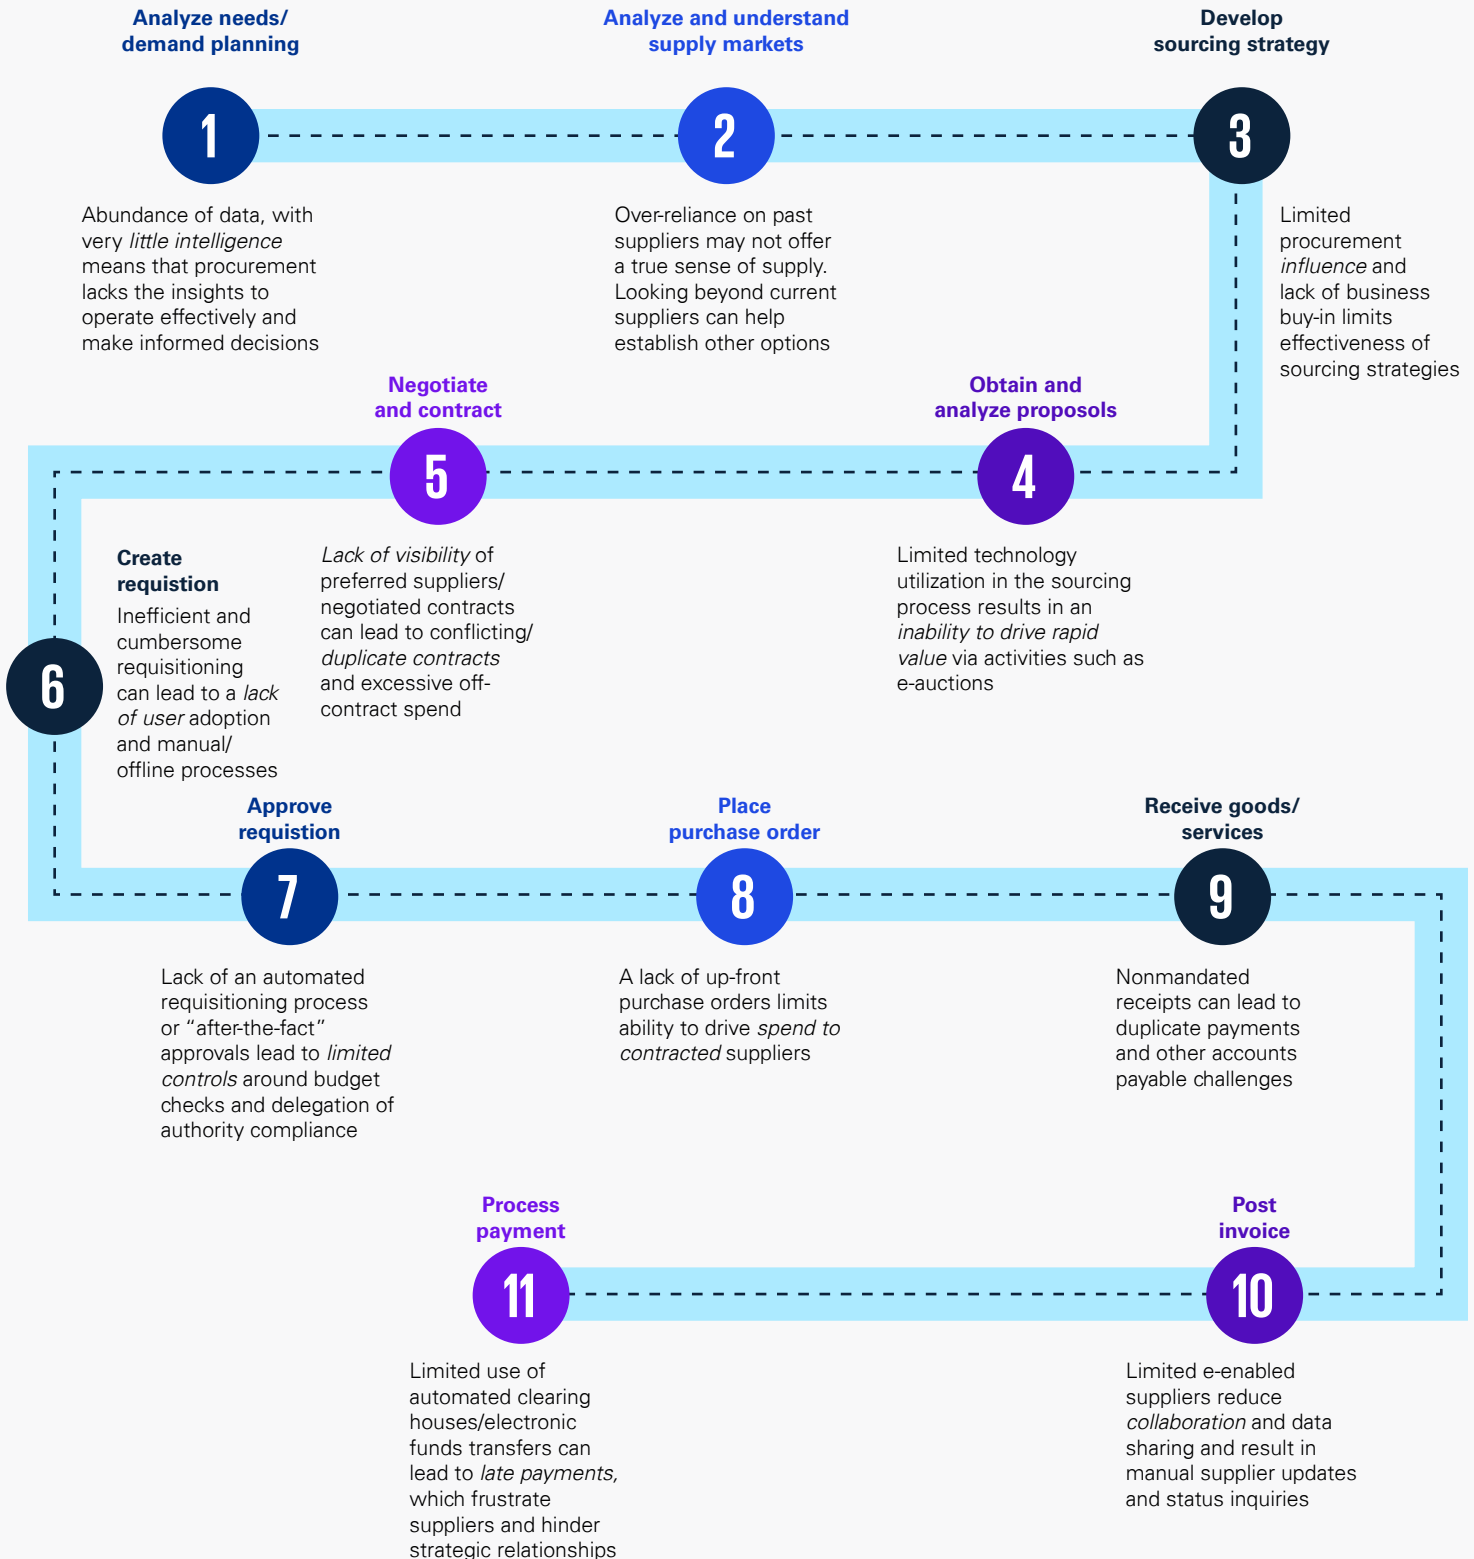 Analyze needs/
demand planning
1
Abundance of data, with
very little intelligence
means that procurement
lacks the insights to
operate effectively and
make informed decisions
Analyze and understand
supply markets
2
Over-reliance on past
suppliers may not offer
a true sense of supply.
Looking beyond current
suppliers can help
establish other options
Develop
sourcing strategy
3
Limited
procurement
influence and
lack of business
buy-in limits
effectiveness of
sourcing strategies
Obtain and
analyze proposols
4
Limited technology
utilization in the sourcing
process results in an
inability to drive rapid
value via activities such as
e-auctions
Negotiate
and contract
5
Lack of visibility of
preferred suppliers/
negotiated contracts
can lead to conflicting/
duplicate contracts
and excessive off-
contract spend
6
Create
requistion
Inefficient and
cumbersome
requisitioning
can lead to a lack
of user adoption
and manual/
offline processes
Approve
requistion
7
Lack of an automated
requisitioning process
or “after-the-fact”
approvals lead to limited
controls around budget
checks and delegation of
authority compliance
Place
purchase order
8
A lack of up-front
purchase orders limits
ability to drive spend to
contracted suppliers
Receive goods/
services
9
Nonmandated
receipts can lead to
duplicate payments
and other accounts
payable challenges
Post
invoice
10
Limited e-enabled
suppliers reduce
collaboration and data
sharing and result in
manual supplier updates
and status inquiries
Process
payment
11
Limited use of
automated clearing
houses/electronic
funds transfers can
lead to late payments,
which frustrate
suppliers and hinder
strategic relationships